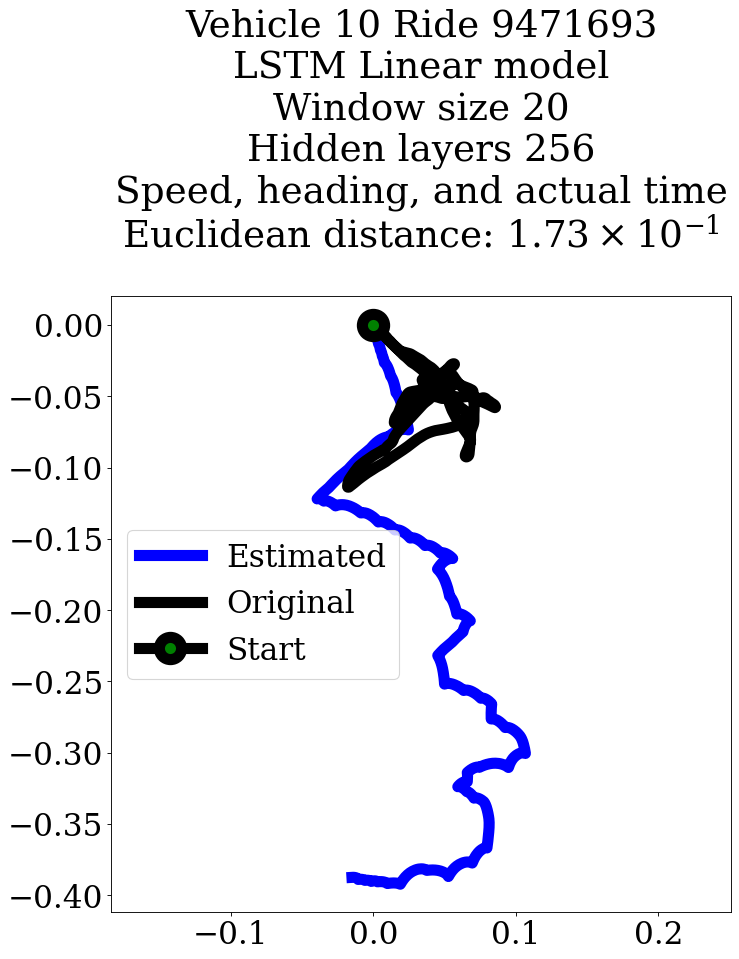 Vehicle 10 Ride 9471693
LSTM Linear model
Window size 20
Hidden layers 256
Speed, heading, and actual time
Euclidean distance: 1.73 × 10⁻¹
0.00
−0.05
−0.10
−0.15
−0.20
−0.25
−0.30
−0.35
−0.40
Estimated
Original
Start
−0.1 0.0 0.1 0.2